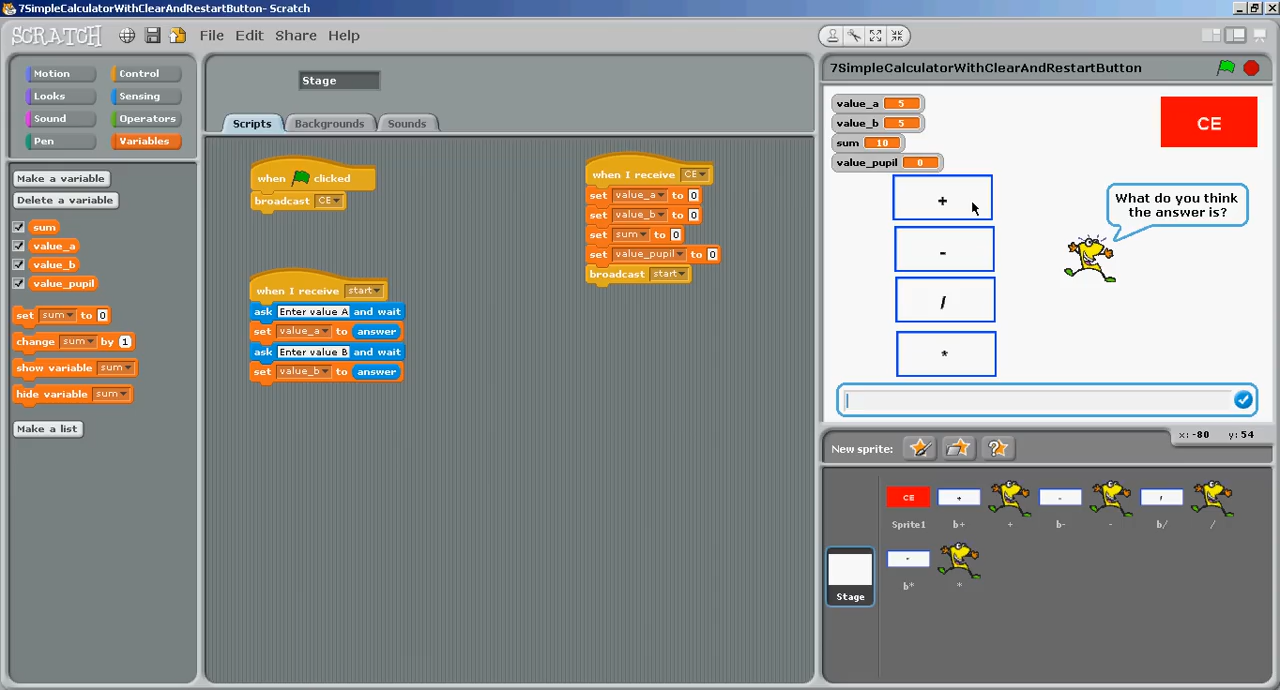 7SimpleCalculatorWithClearAndRestartButton- Scratch
SCRATCH
File Edit Share Help
Motion Control
Looks Sensing
Sound Operators
Pen Variables
Make a variable
Delete a variable
sum
value_a
value_b
value_pupil
set sum to 0
change sum by 1
show variable sum
hide variable sum
Make a list
Stage
Scripts Backgrounds Sounds
when clicked
broadcast CE
when I receive start
ask Enter value A and wait
set value_a to answer
ask Enter value B and wait
set value_b to answer
when I receive CE
set value_a to 0
set value_b to 0
set sum to 0
set value_pupil to 0
broadcast start
7SimpleCalculatorWithClearAndRestartButton
value_a 5
value_b 5
sum 10
value_pupil 0
CE
+
-
/
*
What do you think
the answer is?
x: -80 y: 54
New sprite:
CE + - /
Sprite1 b+ + b- - b/ /
b* *
Stage